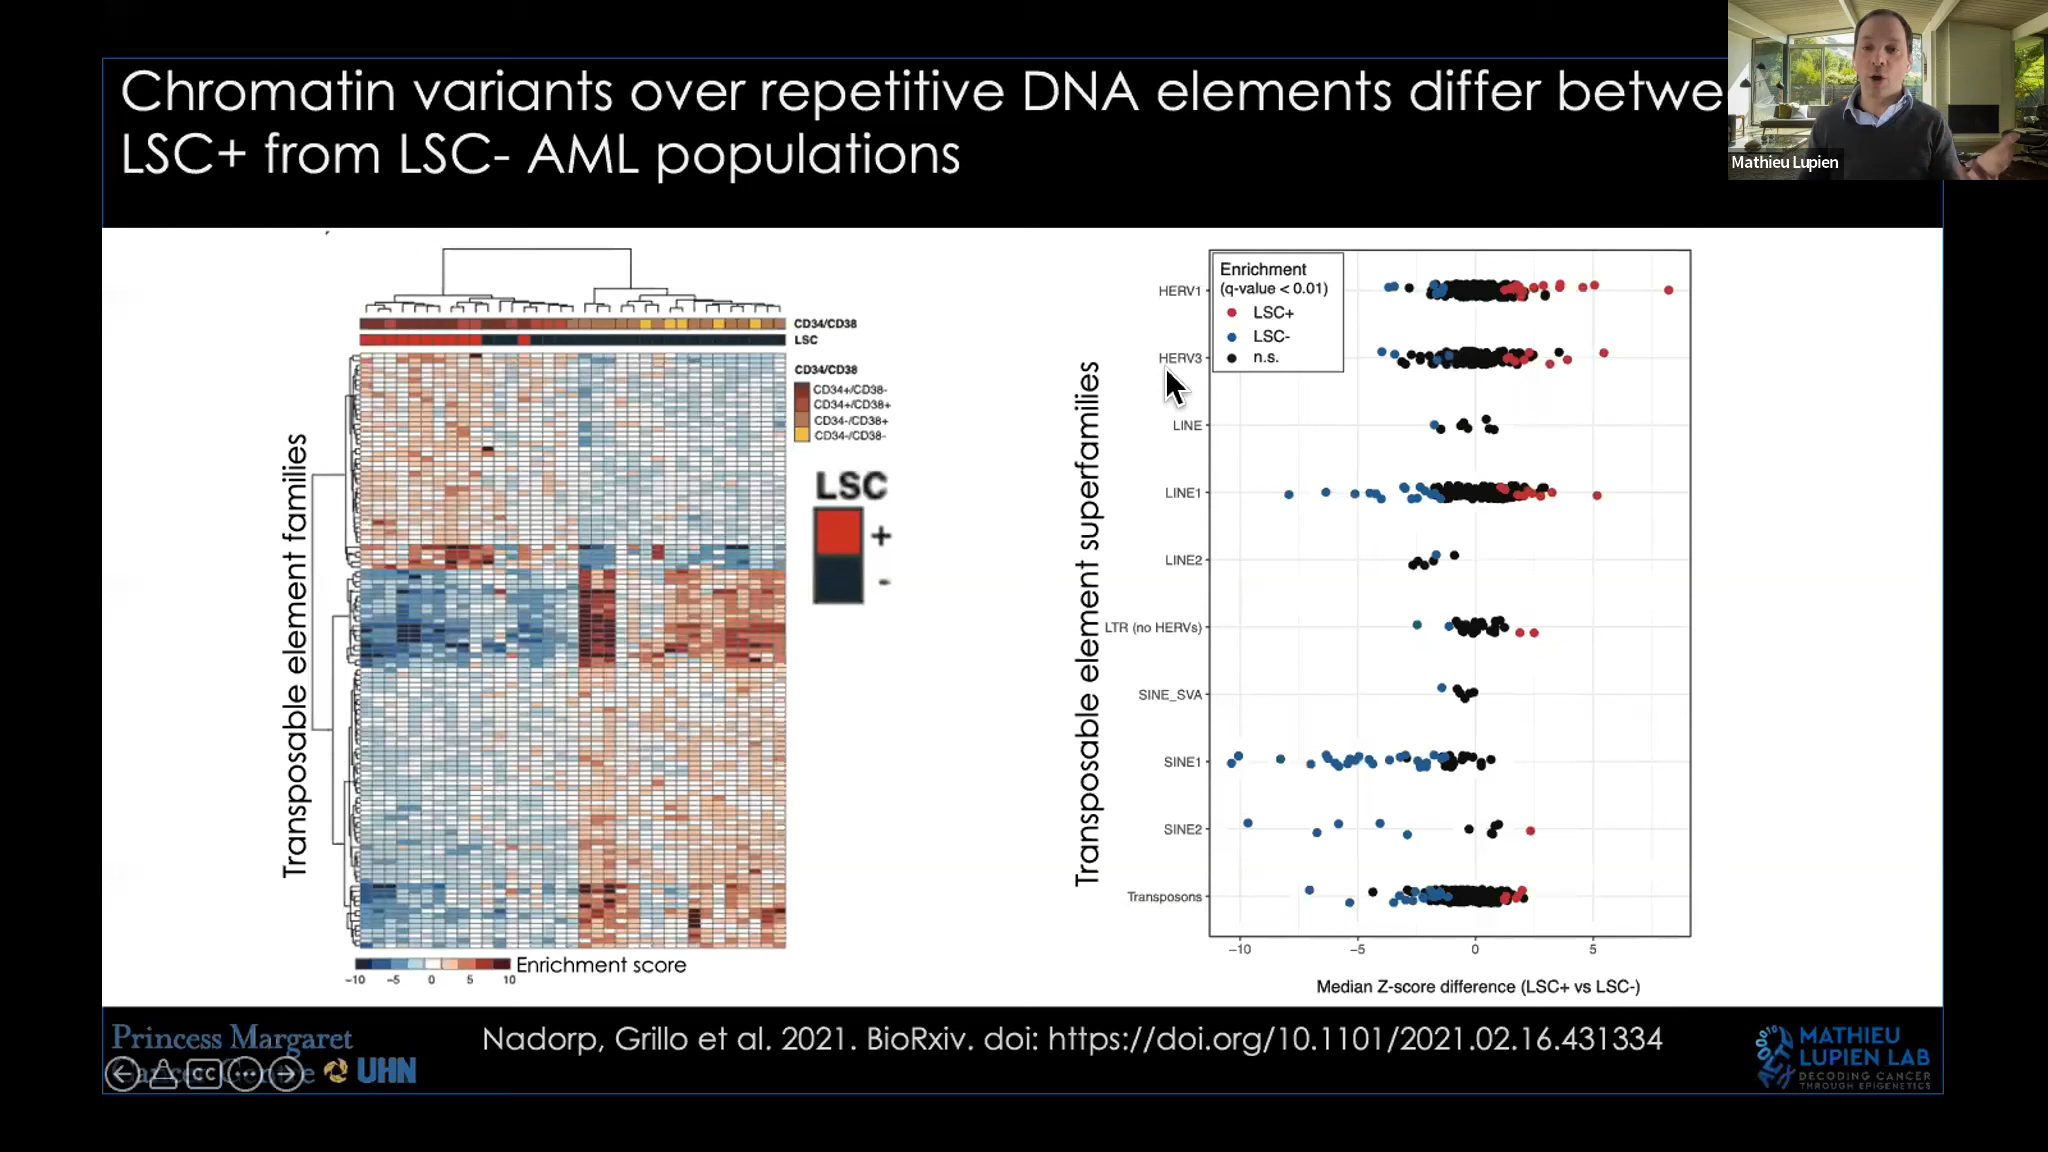 Chromatin variants over repetitive DNA elements differ betwe
LSC+ from LSC- AML populations
Mathieu Lupien
CD34/CD38
LSC
CD34/CD38
CD34+/CD38-
CD34+/CD38+
CD34-/CD38+
CD34-/CD38-
LSC
+
-
Transposable element families
-10 -5 0 5 10
Enrichment score
Enrichment
(q-value < 0.01)
LSC+
LSC-
n.s.
Transposable element superfamilies
HERV1
HERV3
LINE
LINE1
LINE2
LTR (no HERVs)
SINE_SVA
SINE1
SINE2
Transposons
-10 -5 0 5
Median Z-score difference (LSC+ vs LSC-)
Princess Margaret
CC
UHN
Nadorp, Grillo et al. 2021. BioRxiv. doi: https://doi.org/10.1101/2021.02.16.431334
MATHIEU
LUPIEN LAB
DECODING CANCER
THROUGH EPIGENETICS